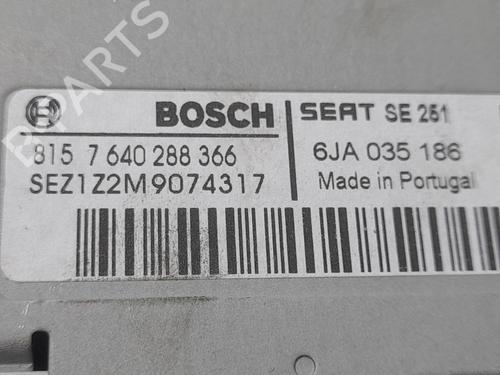 BOSCH
SEAT SE 251
815 7 640 288 366
6JA 035 186
SEZ1Z2M9074317
Made in Portugal